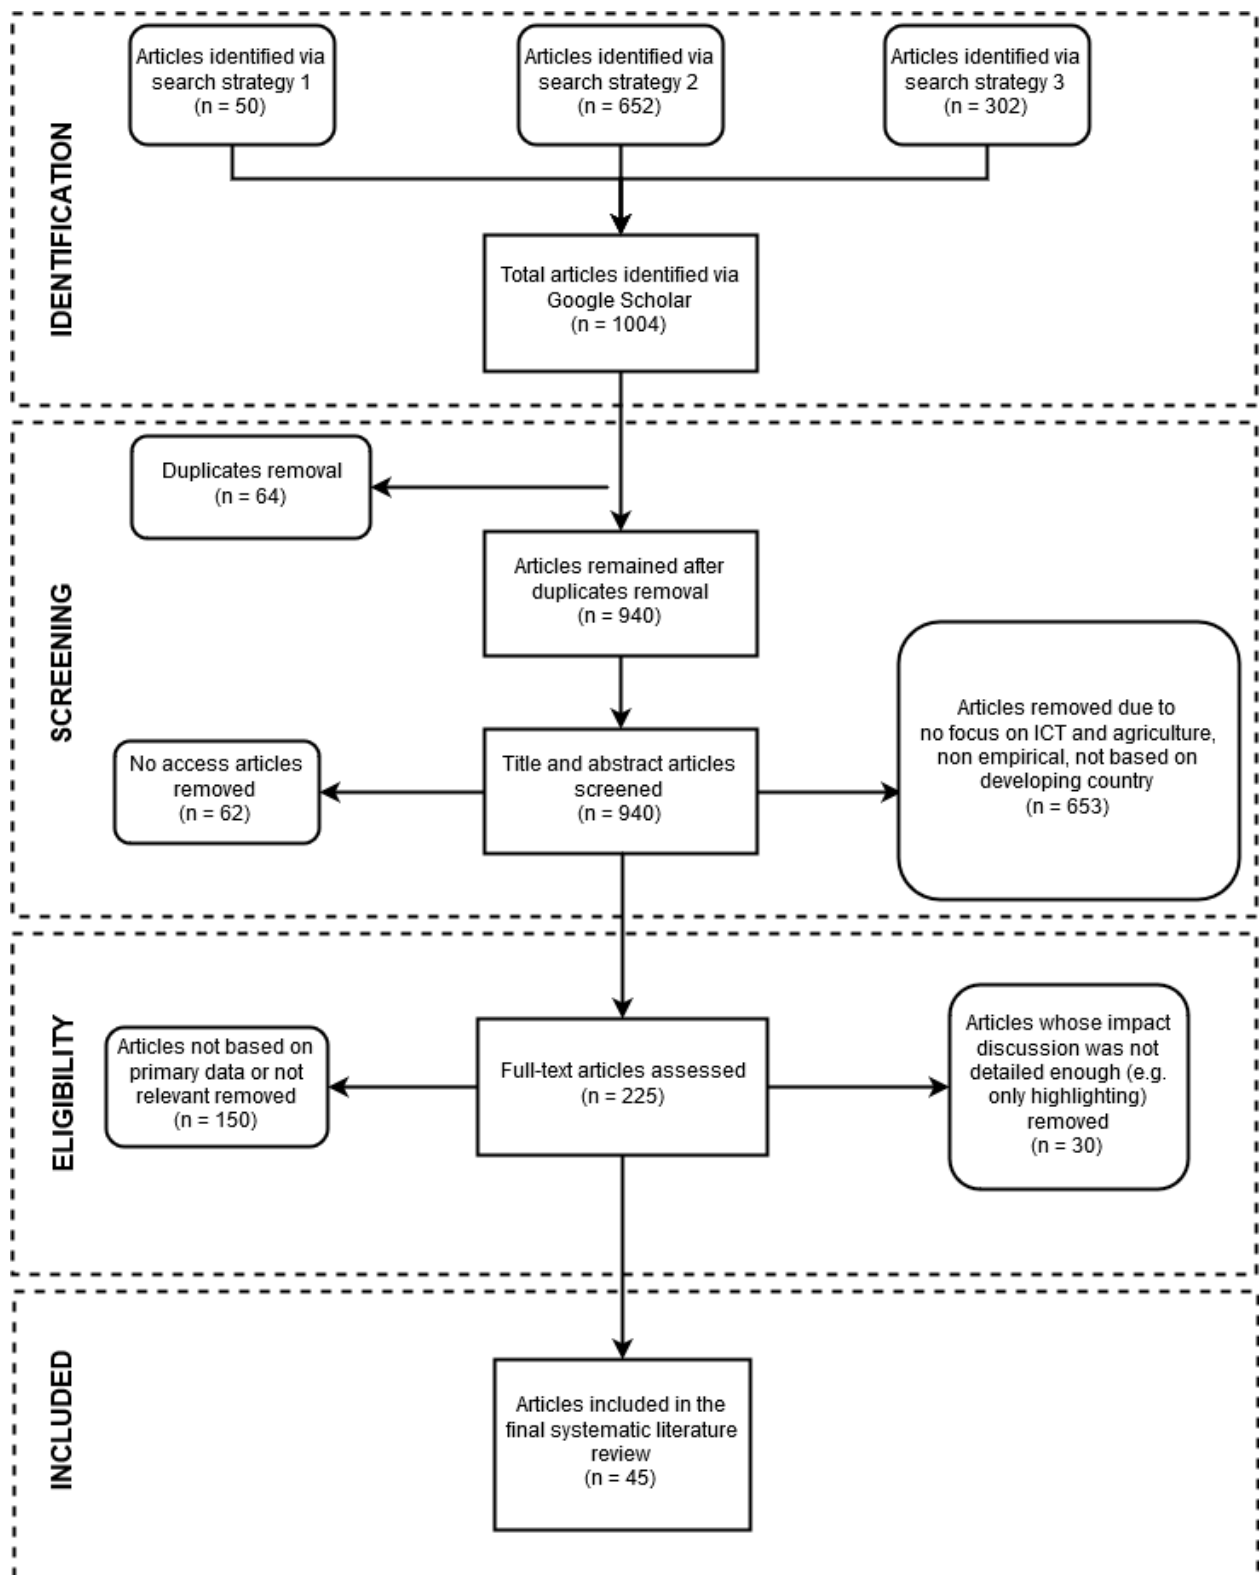 IDENTIFICATION
Articles identified via
search strategy 1
(n = 50)
Articles identified via
search strategy 2
(n = 652)
Articles identified via
search strategy 3
(n = 302)
Total articles identified via
Google Scholar
(n = 1004)
SCREENING
Duplicates removal
(n = 64)
Articles remained after
duplicates removal
(n = 940)
No access articles
removed
(n = 62)
Title and abstract articles
screened
(n = 940)
Articles removed due to
no focus on ICT and agriculture,
non empirical, not based on
developing country
(n = 653)
ELIGIBILITY
Articles not based on
primary data or not
relevant removed
(n = 150)
Full-text articles assessed
(n = 225)
Articles whose impact
discussion was not
detailed enough (e.g.
only highlighting)
removed
(n = 30)
INCLUDED
Articles included in the
final systematic literature
review
(n = 45)